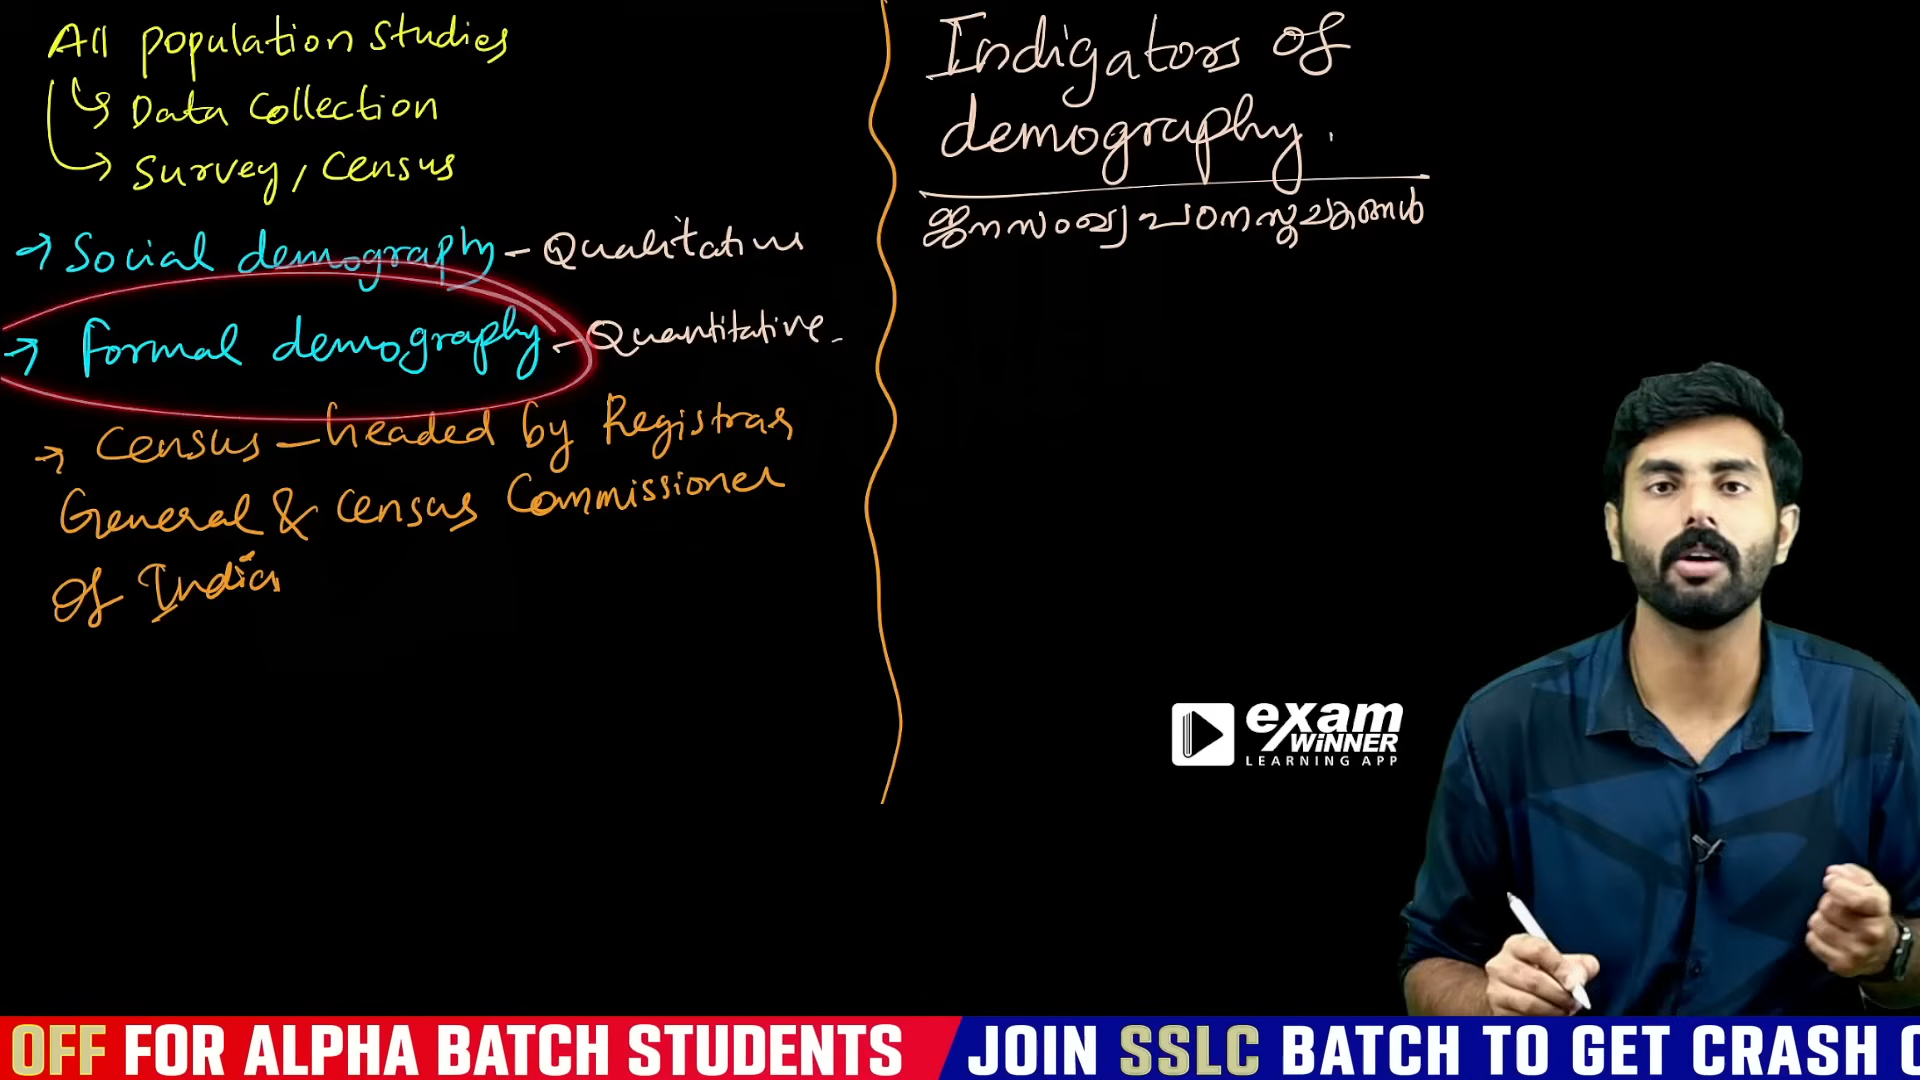 All population studies
Data Collection
Survey, Census
Social demography - Qualitative
Formal demography - Quantitative.
Census - headed by Registrar
General & Census Commissioner
Of India
Indigators of
demography.
ജനസംഖ്യാ പഠന സൂചകങ്ങൾ
exam
WiNNER
LEARNING APP
OFF FOR ALPHA BATCH STUDENTS
JOIN SSLC BATCH TO GET CRASH